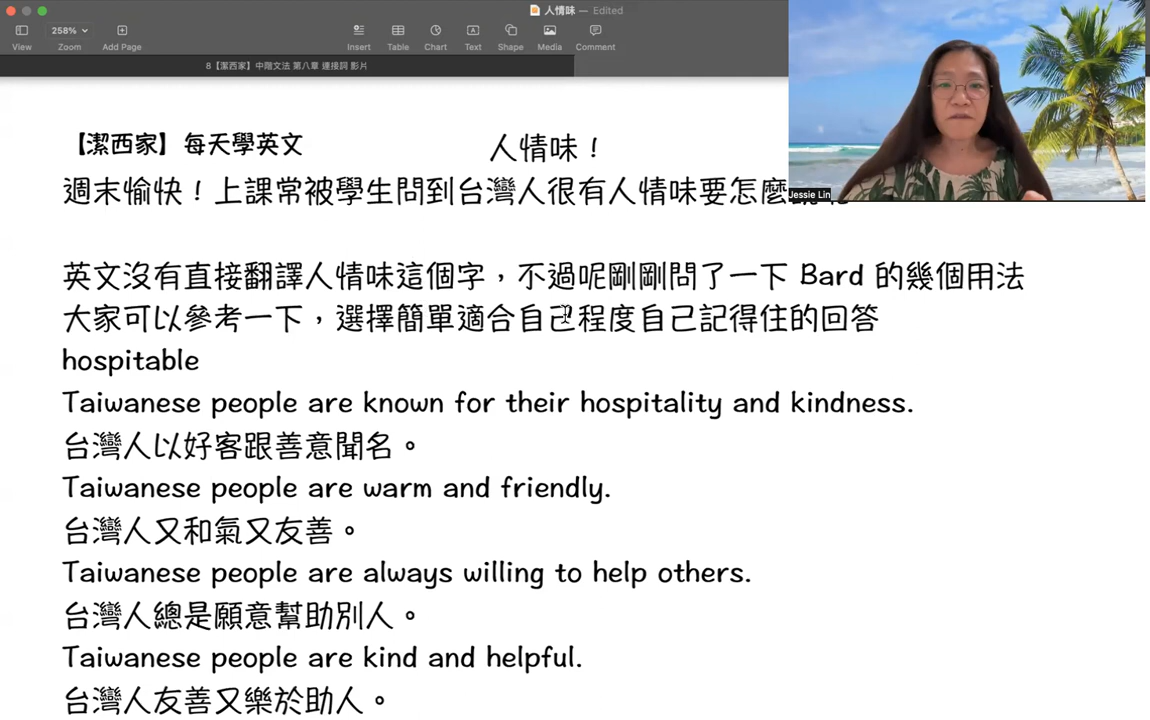 人情味 — Edited
View
258%
Zoom
Add Page
Insert
Table
Chart
Text
Shape
Media
Comment
8【潔西家】中階文法 第八章 連接詞 影片
Jessie Lin
【潔西家】每天學英文
人情味！
週末愉快！上課常被學生問到台灣人很有人情味要怎麼
英文沒有直接翻譯人情味這個字，不過呢剛剛問了一下 Bard 的幾個用法
大家可以參考一下，選擇簡單適合自己程度自己記得住的回答
hospitable
Taiwanese people are known for their hospitality and kindness.
台灣人以好客跟善意聞名。
Taiwanese people are warm and friendly.
台灣人又和氣又友善。
Taiwanese people are always willing to help others.
台灣人總是願意幫助別人。
Taiwanese people are kind and helpful.
台灣人友善又樂於助人。